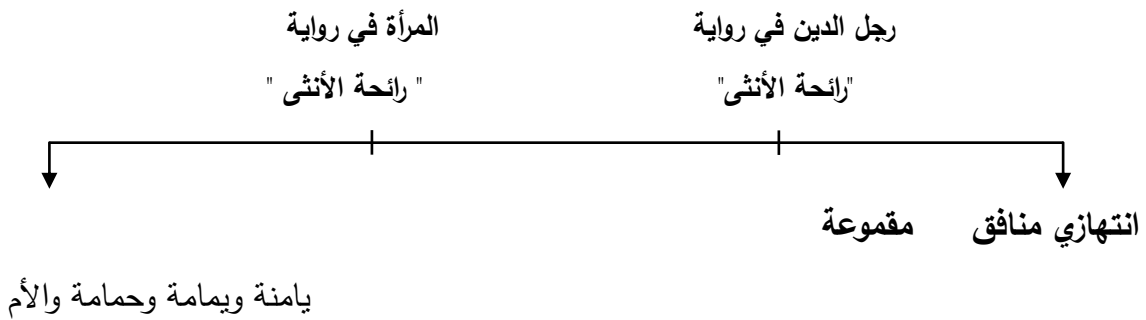 رجل الدين في رواية
"رائحة الأنثى"
المرأة في رواية
" رائحة الأنثى "
انتهازي منافق
مقموعة
يامنة ويمامة وحمامة والأم